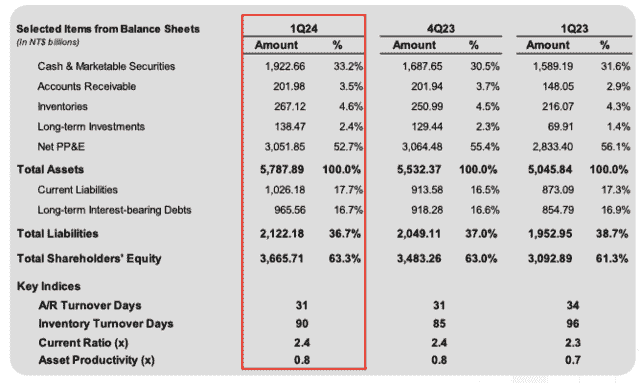 Selected Items from Balance Sheets 1Q24 4Q23 1Q23
(In NT$ billions) Amount % Amount % Amount %
Cash & Marketable Securities 1,922.66 33.2% 1,687.65 30.5% 1,589.19 31.6%
Accounts Receivable 201.98 3.5% 201.94 3.7% 148.05 2.9%
Inventories 267.12 4.6% 250.99 4.5% 216.07 4.3%
Long-term Investments 138.47 2.4% 129.44 2.3% 69.91 1.4%
Net PP&E 3,051.85 52.7% 3,064.48 55.4% 2,833.40 56.1%
Total Assets 5,787.89 100.0% 5,532.37 100.0% 5,045.84 100.0%
Current Liabilities 1,026.18 17.7% 913.58 16.5% 873.09 17.3%
Long-term Interest-bearing Debts 965.56 16.7% 918.28 16.6% 854.79 16.9%
Total Liabilities 2,122.18 36.7% 2,049.11 37.0% 1,952.95 38.7%
Total Shareholders' Equity 3,665.71 63.3% 3,483.26 63.0% 3,092.89 61.3%
Key Indices
A/R Turnover Days 31 31 34
Inventory Turnover Days 90 85 96
Current Ratio (x) 2.4 2.4 2.3
Asset Productivity (x) 0.8 0.8 0.7